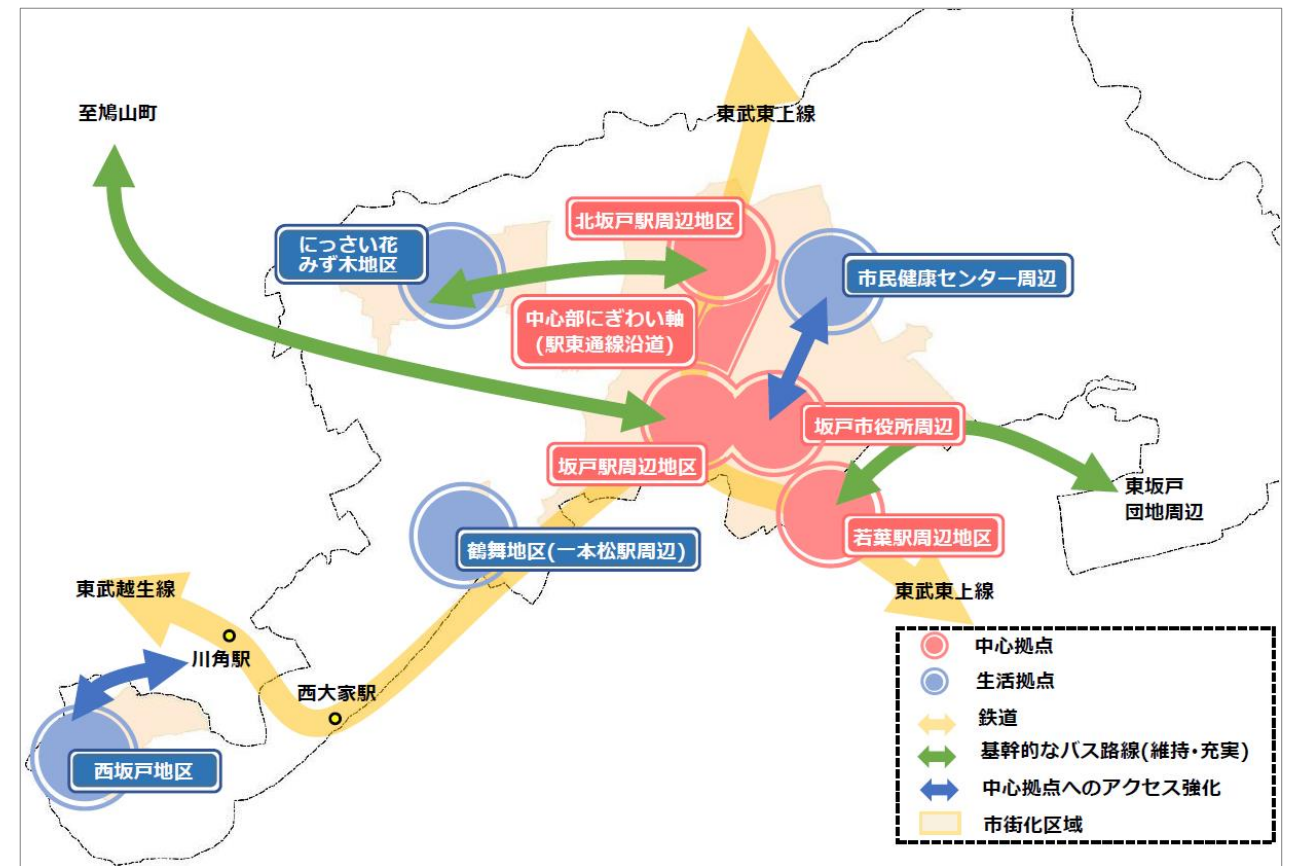 至鳩山町
東武東上線
北坂戸駅周辺地区
にっさい花
みず木地区
市民健康センター周辺
中心部にぎわい軸
(駅東通線沿道)
坂戸市役所周辺
坂戸駅周辺地区
東坂戸
団地周辺
若葉駅周辺地区
鶴舞地区(一本松駅周辺)
東武越生線
東武東上線
川角駅
西大家駅
西坂戸地区
中心拠点
生活拠点
鉄道
基幹的なバス路線(維持・充実)
中心拠点へのアクセス強化
市街化区域